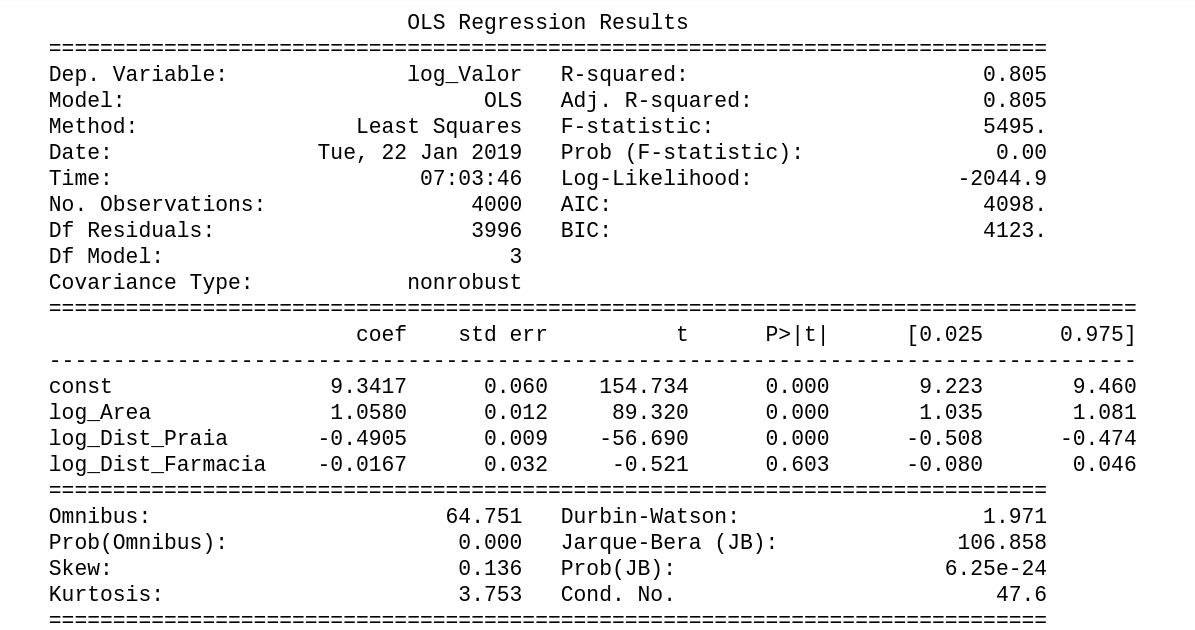 OLS Regression Results
==============================================================================
Dep. Variable:              log_Valor   R-squared:                       0.805
Model:                            OLS   Adj. R-squared:                  0.805
Method:                 Least Squares   F-statistic:                     5495.
Date:                Tue, 22 Jan 2019   Prob (F-statistic):               0.00
Time:                        07:03:46   Log-Likelihood:                -2044.9
No. Observations:                4000   AIC:                             4098.
Df Residuals:                    3996   BIC:                             4123.
Df Model:                           3
Covariance Type:            nonrobust
=====================================================================================
                        coef    std err          t      P>|t|      [0.025      0.975]
-------------------------------------------------------------------------------------
const                 9.3417      0.060    154.734      0.000       9.223       9.460
log_Area              1.0580      0.012     89.320      0.000       1.035       1.081
log_Dist_Praia       -0.4905      0.009    -56.690      0.000      -0.508      -0.474
log_Dist_Farmacia    -0.0167      0.032     -0.521      0.603      -0.080       0.046
==============================================================================
Omnibus:                       64.751   Durbin-Watson:                   1.971
Prob(Omnibus):                  0.000   Jarque-Bera (JB):              106.858
Skew:                           0.136   Prob(JB):                     6.25e-24
Kurtosis:                       3.753   Cond. No.                         47.6
==============================================================================